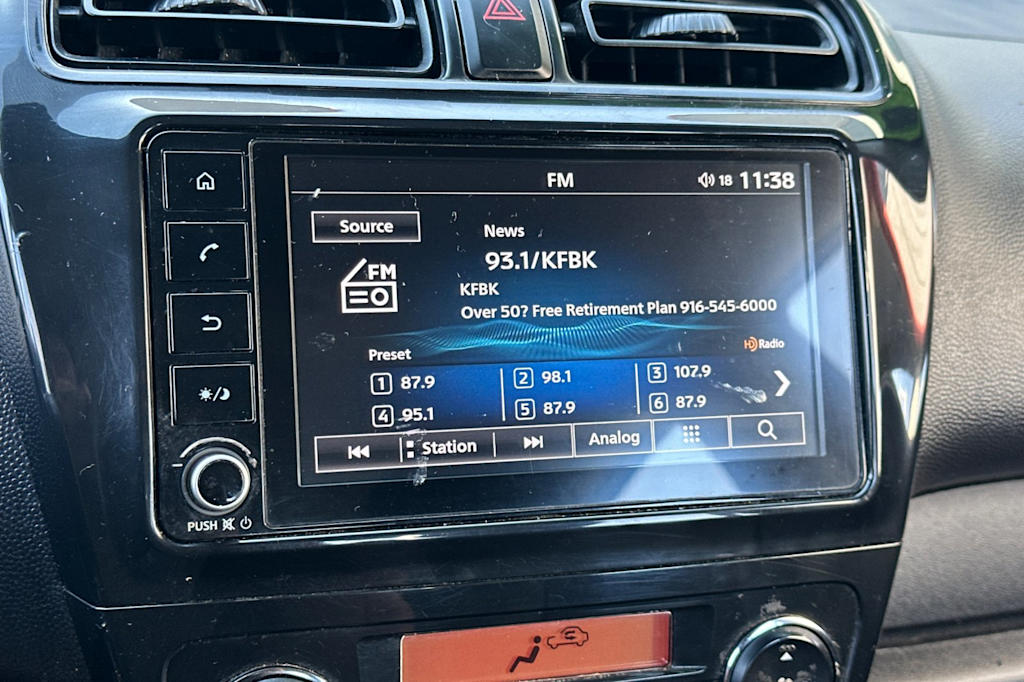 FM
18 11:38
Source
News
93.1/KFBK
FM
KFBK
Over 50? Free Retirement Plan 916-545-6000
HD Radio
Preset
1 87.9
2 98.1
3 107.9
4 95.1
5 87.9
6 87.9
Station
Analog
PUSH